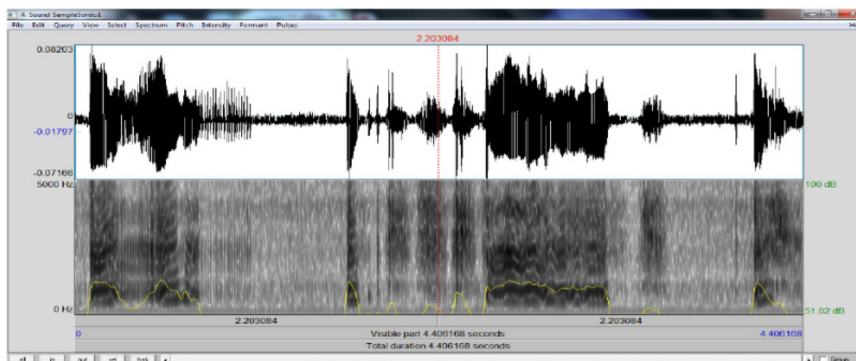 4. Sound SampleSordo1
File Edit Query View Select Spectrum Pitch Intensity Formant Pulses
2.203084
0.08203
0
-0.01797
-0.07166
5000 Hz
100 dB
0 Hz
51.02 dB
2.203084 2.203084
0 Visible part 4.406168 seconds 4.406168
Total duration 4.406168 seconds
all in out sel bak Group